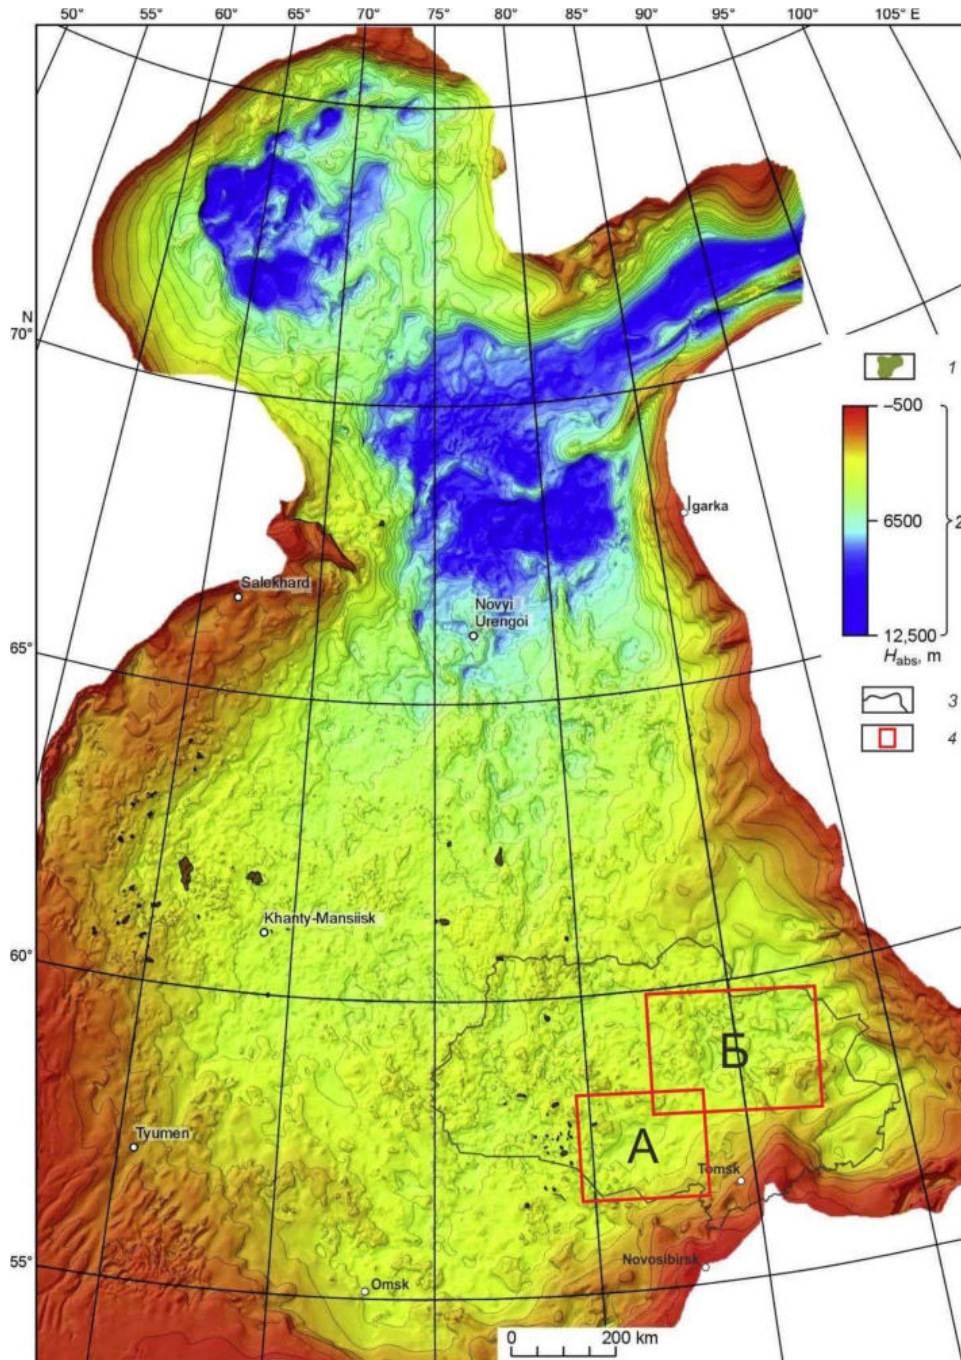 50° 55° 60° 65° 70° 75° 80° 85° 90° 95° 100° 105° E
N
70°
1
–500
6500
2
Igarka
Salekhard
Novyi
Urengoi
12,500
H abs, m
65°
3
4
Khanty-Mansiisk
60°
Б
А
Tyumen
Tomsk
Novosibirsk
55°
Omsk
0 200 km